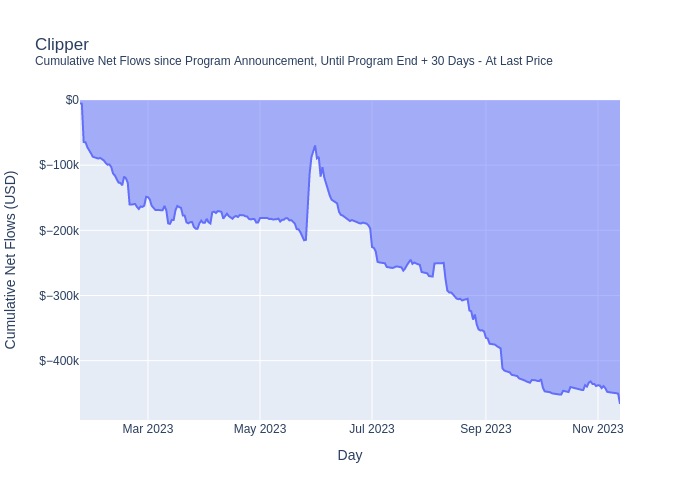 Clipper
Cumulative Net Flows since Program Announcement, Until Program End + 30 Days - At Last Price
Cumulative Net Flows (USD)
$0
$−100k
$−200k
$−300k
$−400k
Mar 2023
May 2023
Jul 2023
Sep 2023
Nov 2023
Day